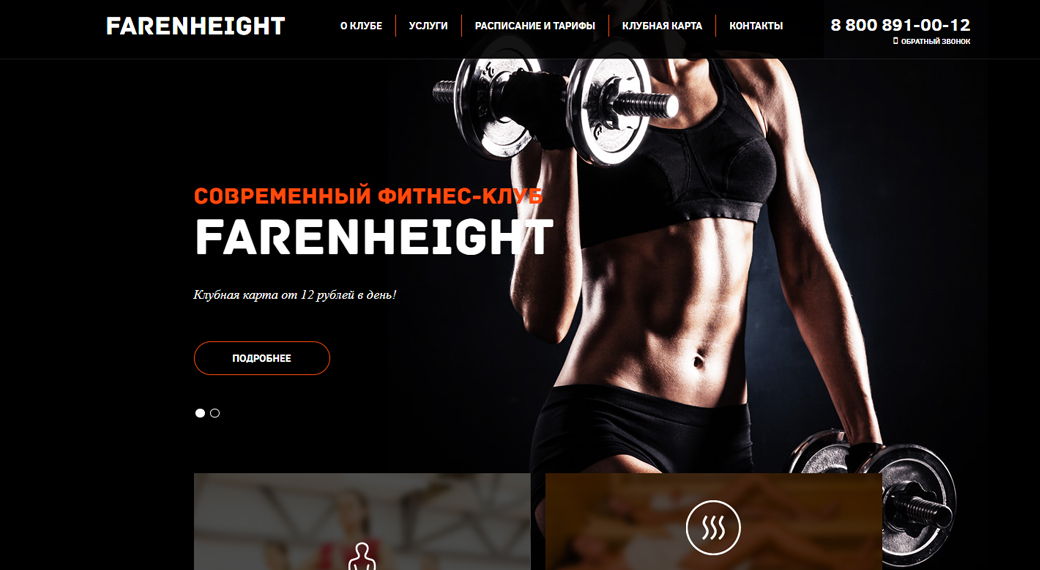 FARENHEIGHT
О КЛУБЕ
УСЛУГИ
РАСПИСАНИЕ И ТАРИФЫ
КЛУБНАЯ КАРТА
КОНТАКТЫ
8 800 891-00-12
ОБРАТНЫЙ ЗВОНОК
СОВРЕМЕННЫЙ ФИТНЕС-КЛУБ
FARENHEIGHT
Клубная карта от 12 рублей в день!
ПОДРОБНЕЕ